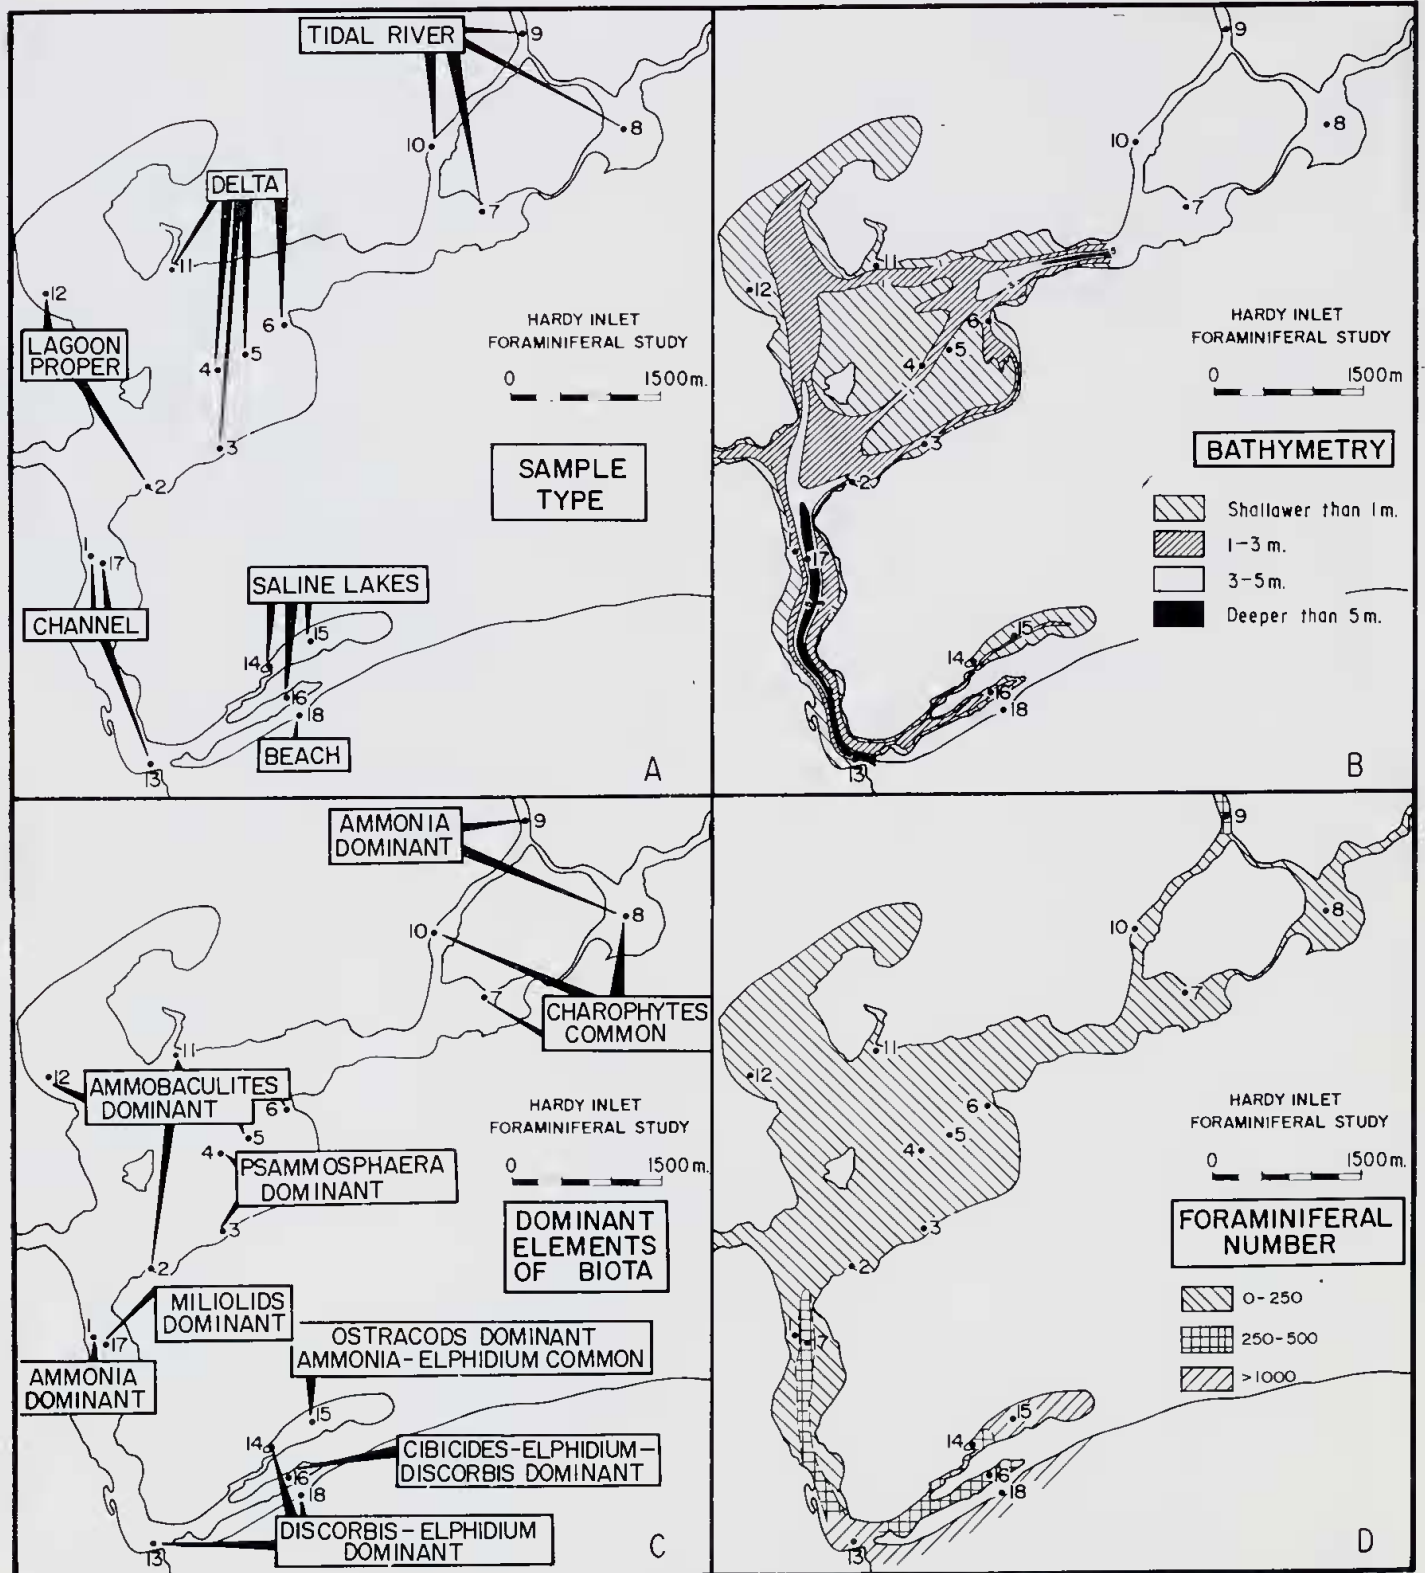 TIDAL RIVER
9
8
10
7
DELTA
11
12
6
5
4
LAGOON
PROPER
3
2
HARDY INLET
FORAMINIFERAL STUDY
0 1500m.
SAMPLE
TYPE
1
17
CHANNEL
SALINE LAKES
15
14
16
18
BEACH
13
A
9
8
10
7
11
12
6
5
4
3
2
HARDY INLET
FORAMINIFERAL STUDY
0 1500m
BATHYMETRY
Shallawer than 1m.
1-3 m.
3-5m.
Deeper than 5m.
17
15
14
16
18
13
B
AMMONIA
DOMINANT
9
8
10
7
CHAROPHYTES
COMMON
11
12
AMMOBACULITES
DOMINANT
6
5
4
PSAMMOSPHAERA
DOMINANT
3
2
HARDY INLET
FORAMINIFERAL STUDY
0 1500m.
DOMINANT
ELEMENTS
OF BIOTA
MILIOLIDS
DOMINANT
1
17
AMMONIA
DOMINANT
OSTRACODS DOMINANT
AMMONIA-ELPHIDIUM COMMON
15
14
CIBICIDES-ELPHIDIUM-
DISCORBIS DOMINANT
16
18
DISCORBIS-ELPHIDIUM
DOMINANT
13
C
9
8
10
7
11
12
6
5
4
3
2
HARDY INLET
FORAMINIFERAL STUDY
0 1500m.
FORAMINIFERAL
NUMBER
0-250
250-500
>1000
17
15
14
16
18
13
D